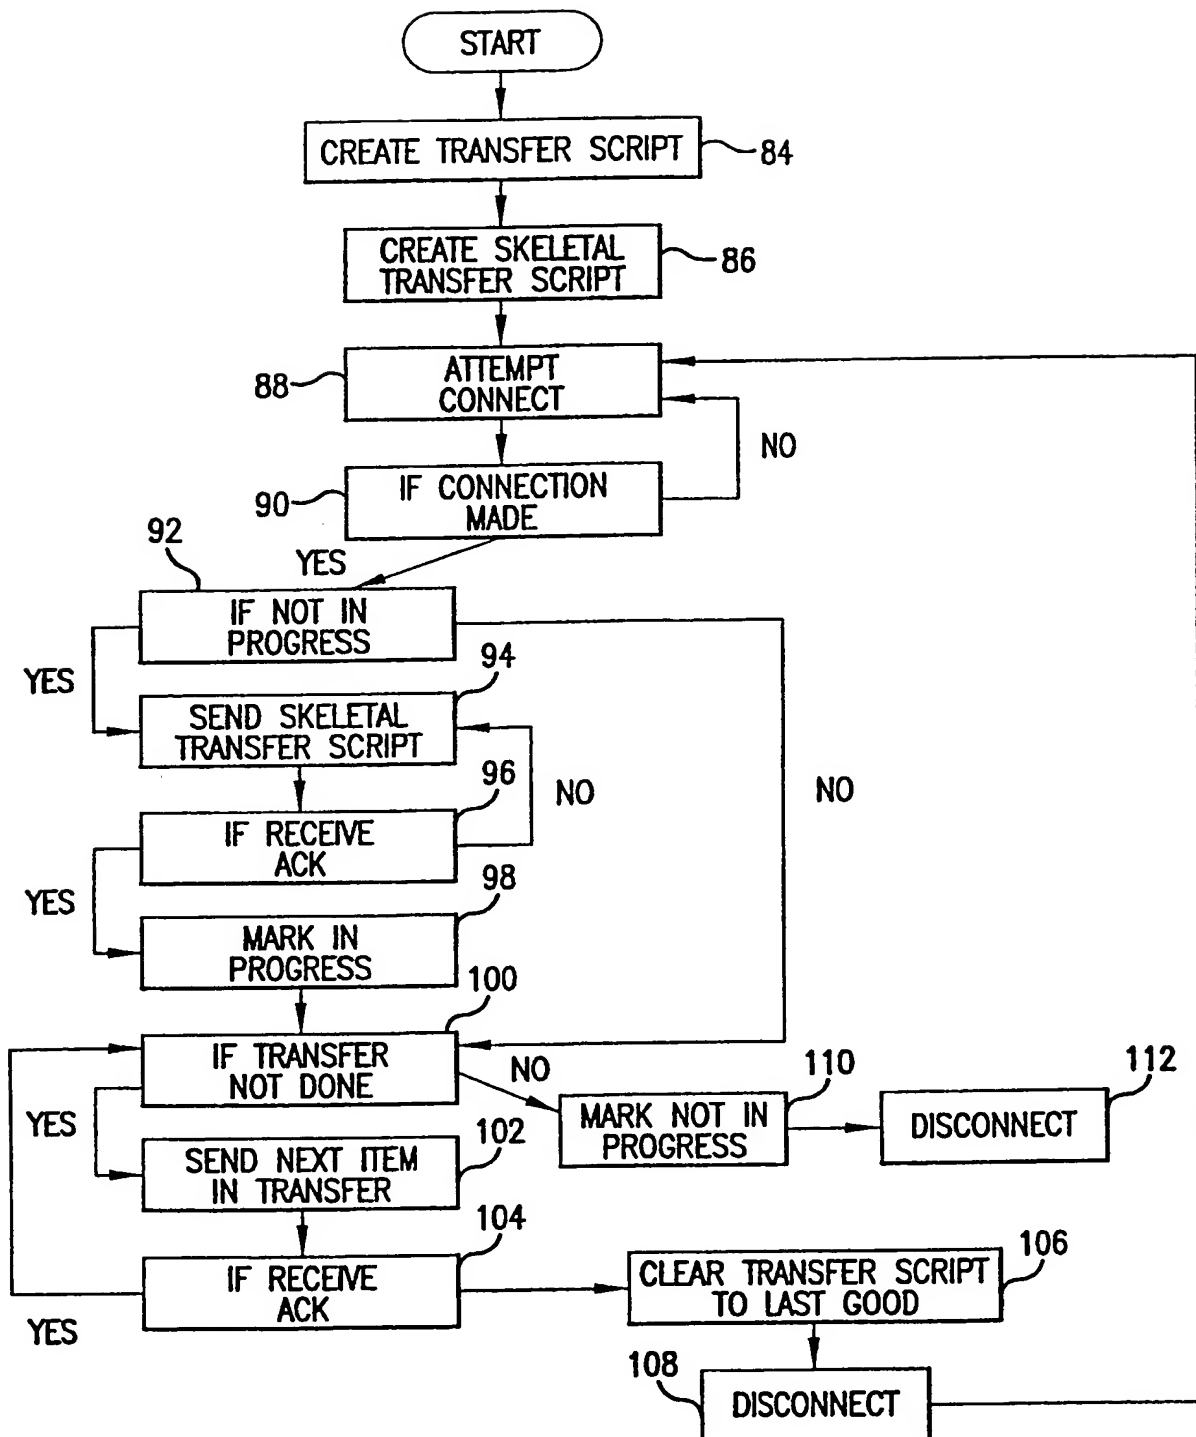 START
CREATE TRANSFER SCRIPT
84
CREATE SKELETAL
TRANSFER SCRIPT
86
88
ATTEMPT
CONNECT
NO
90
IF CONNECTION
MADE
92
YES
IF NOT IN
PROGRESS
YES
94
SEND SKELETAL
TRANSFER SCRIPT
96
NO
NO
IF RECEIVE
ACK
YES
98
MARK IN
PROGRESS
100
IF TRANSFER
NOT DONE
NO
110
112
MARK NOT IN
PROGRESS
DISCONNECT
YES
102
SEND NEXT ITEM
IN TRANSFER
104
IF RECEIVE
ACK
YES
106
CLEAR TRANSFER SCRIPT
TO LAST GOOD
108
DISCONNECT